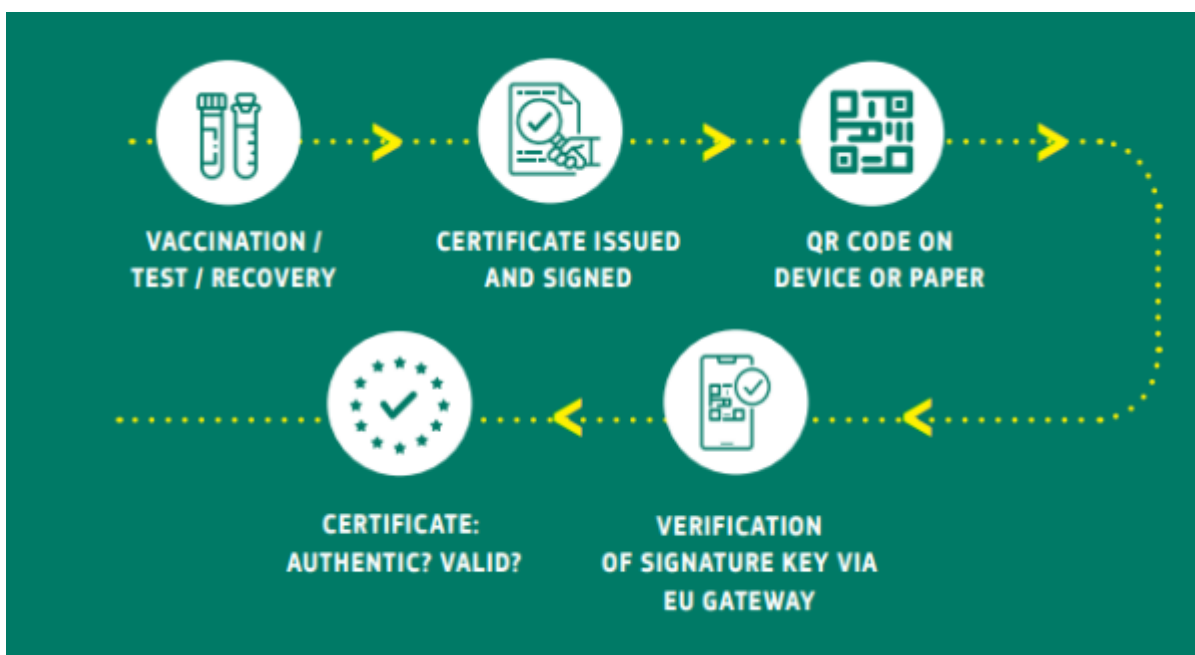 VACCINATION /
TEST / RECOVERY
CERTIFICATE ISSUED
AND SIGNED
QR CODE ON
DEVICE OR PAPER
VERIFICATION
OF SIGNATURE KEY VIA
EU GATEWAY
CERTIFICATE:
AUTHENTIC? VALID?